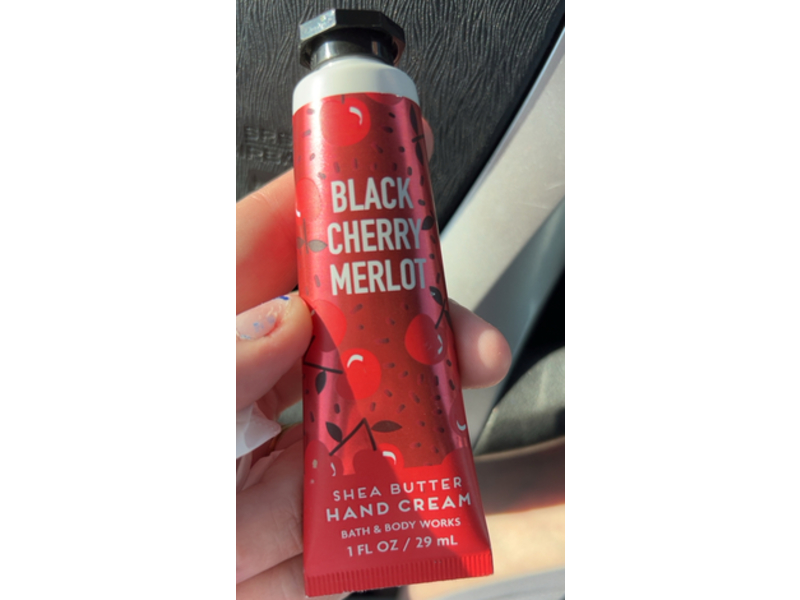 BLACK
CHERRY
MERLOT
SHEA BUTTER
HAND CREAM
BATH & BODY WORKS
1 FL OZ / 29 mL